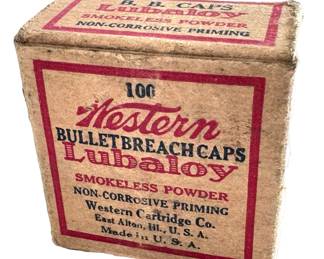 B. B. CAPS
Lubaloy
SMOKELESS POWDER
NON-CORROSIVE PRIMING
100
Western
BULLET BREACH CAPS
Lubaloy
SMOKELESS POWDER
NON-CORROSIVE PRIMING
Western Cartridge Co.
East Alton, Ill., U. S. A.
Made in U. S. A.